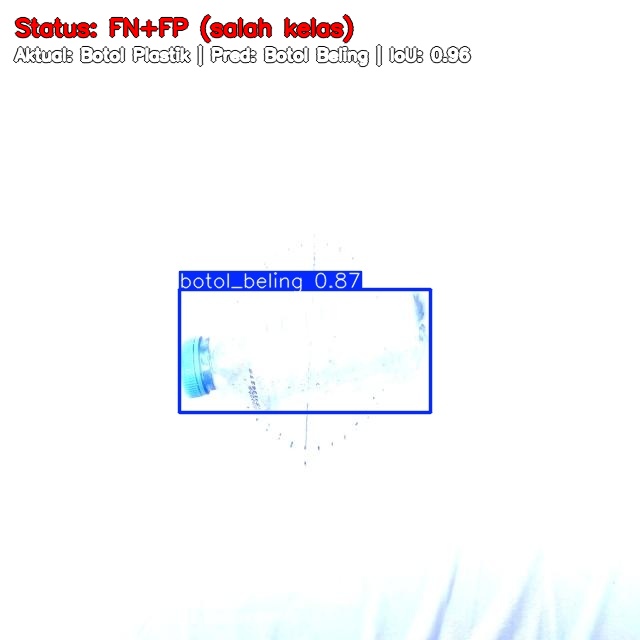 Status: FN+FP (salah kelas)
Aktual: Botol Plastik | Pred: Botol Beling | IoU: 0.96
botol_beling 0.87